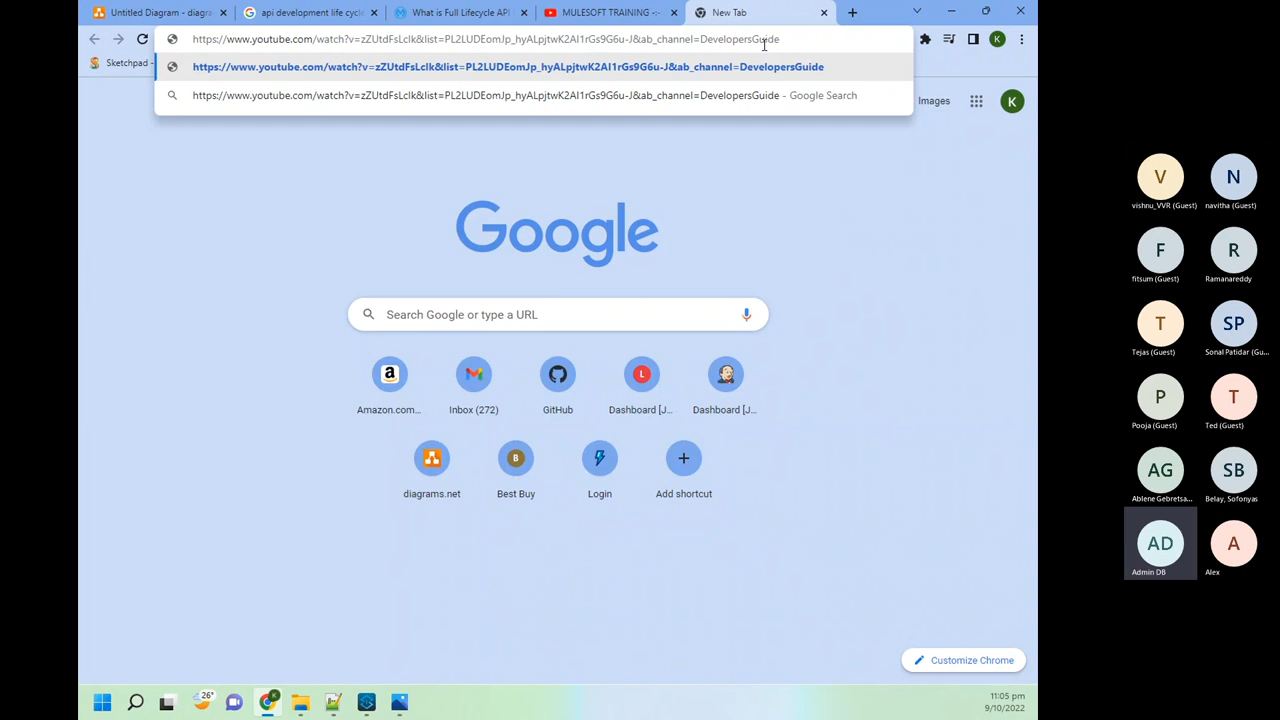 Untitled Diagram - diagra
api development life cycle
What is Full Lifecycle API
MULESOFT TRAINING -:-
New Tab
https://www.youtube.com/watch?v=zZUtdFsLclk&list=PL2LUDEomJp_hyALpjtwK2AI1rGs9G6u-J&ab_channel=DevelopersGuide
Sketchpad -
https://www.youtube.com/watch?v=zZUtdFsLclk&list=PL2LUDEomJp_hyALpjtwK2AI1rGs9G6u-J&ab_channel=DevelopersGuide
https://www.youtube.com/watch?v=zZUtdFsLclk&list=PL2LUDEomJp_hyALpjtwK2AI1rGs9G6u-J&ab_channel=DevelopersGuide - Google Search
K
Images
K
Google
Search Google or type a URL
a
L
Amazon.com...
Inbox (272)
GitHub
Dashboard [J...
Dashboard [J...
B
diagrams.net
Best Buy
Login
Add shortcut
Customize Chrome
26°
K
11:05 pm
9/10/2022
V
N
vishnu_VVR (Guest)
navitha (Guest)
F
R
fitsum (Guest)
Ramanareddy
T
SP
Tejas (Guest)
Sonal Patidar (Gu...
P
T
Pooja (Guest)
Ted (Guest)
AG
SB
Ablene Gebretsa...
Belay, Sofonyas
AD
A
Admin DB
Alex